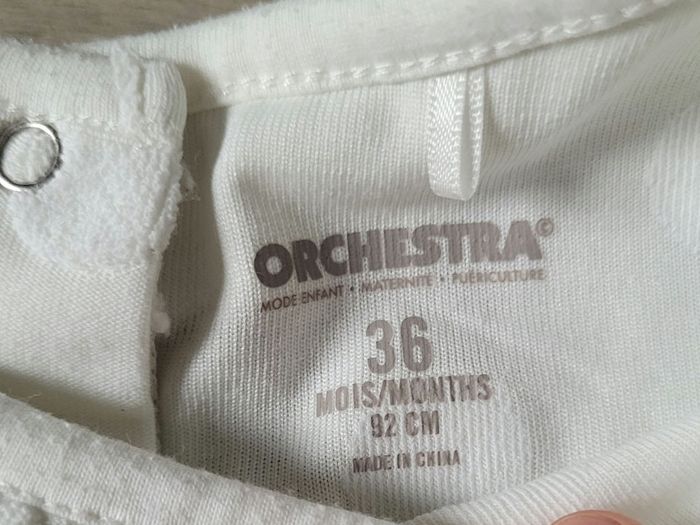 ORCHESTRA©
MODE ENFANT • MATERNITE • PUERICULTURE
36
MOIS/MONTHS
92 CM
MADE IN CHINA